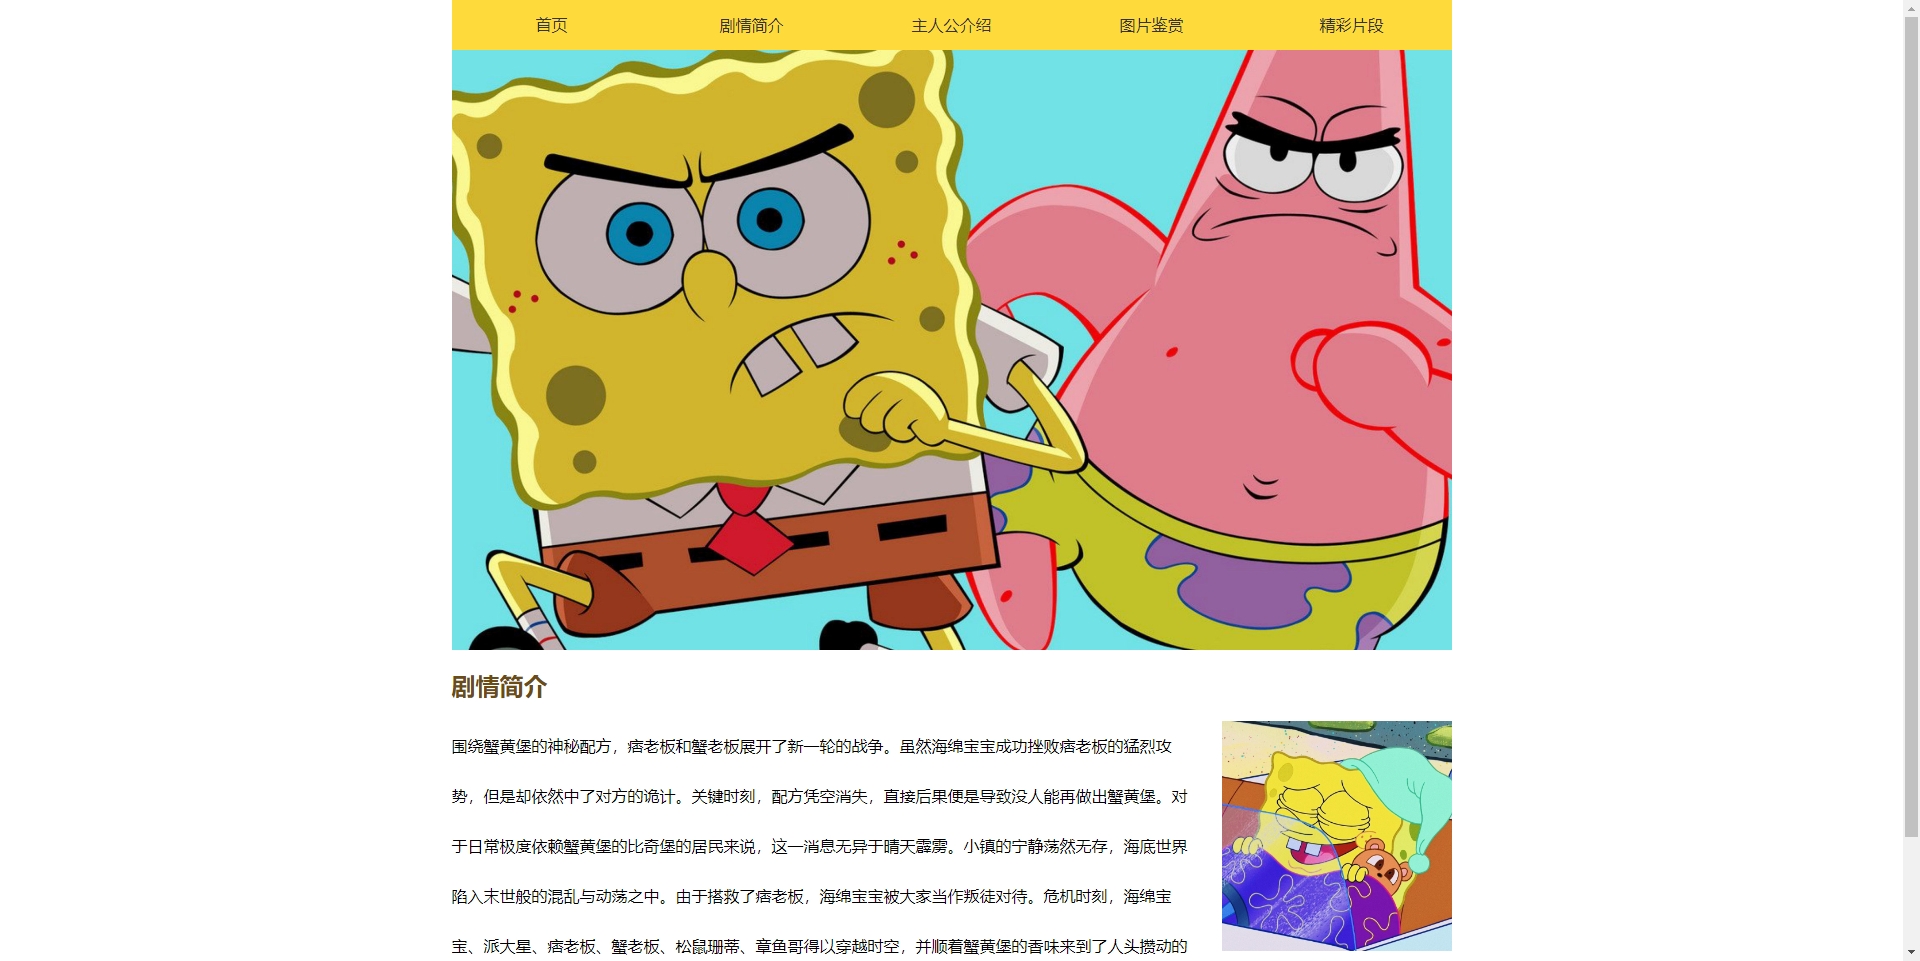 首页
剧情简介
主人公介绍
图片鉴赏
精彩片段
剧情简介
围绕蟹黄堡的神秘配方，痞老板和蟹老板展开了新一轮的战争。虽然海绵宝宝成功挫败痞老板的猛烈攻
势，但是却依然中了对方的诡计。关键时刻，配方凭空消失，直接后果便是导致没人能再做出蟹黄堡。对
于日常极度依赖蟹黄堡的比奇堡的居民来说，这一消息无异于晴天霹雳。小镇的宁静荡然无存，海底世界
陷入末世般的混乱与动荡之中。由于搭救了痞老板，海绵宝宝被大家当作叛徒对待。危机时刻，海绵宝
宝、派大星、痞老板、蟹老板、松鼠珊蒂、章鱼哥得以穿越时空，并顺着蟹黄堡的香味来到了人头攒动的